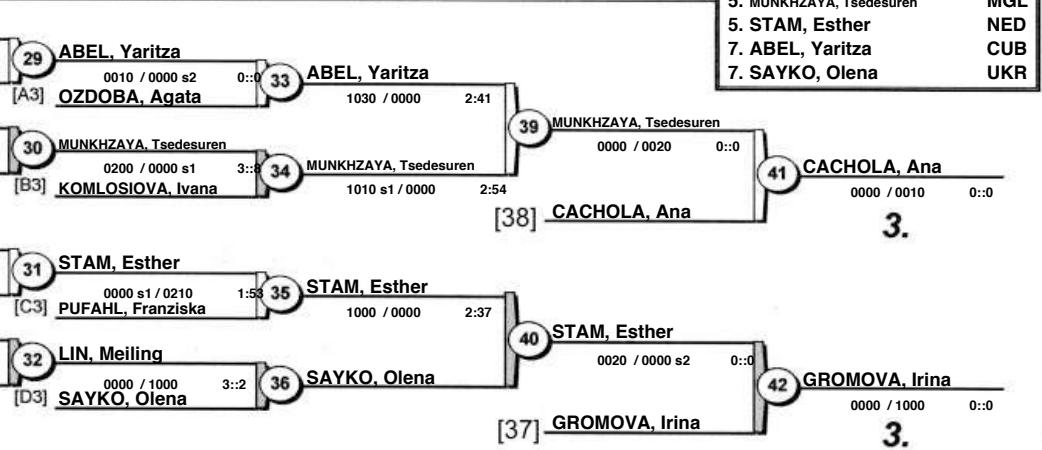 5. MUNKHZAYA, Tsedesuren MGL
5. STAM, Esther NED
7. ABEL, Yaritza CUB
7. SAYKO, Olena UKR
29 ABEL, Yaritza
0010 / 0000 s2 0::0
[A3] OZDOBA, Agata
33 ABEL, Yaritza
1030 / 0000 2:41
30 MUNKHZAYA, Tsedesuren
0200 / 0000 s1 3::8
[B3] KOMLOSIOVA, Ivana
34 MUNKHZAYA, Tsedesuren
1010 s1 / 0000 2:54
39 MUNKHZAYA, Tsedesuren
0000 / 0020 0::0
[38] CACHOLA, Ana
41 CACHOLA, Ana
0000 / 0010 0::0
3.
31 STAM, Esther
0000 s1 / 0210 1:53
[C3] PUFAHL, Franziska
35 STAM, Esther
1000 / 0000 2:37
32 LIN, Meiling
0000 / 1000 3::2
[D3] SAYKO, Olena
36 SAYKO, Olena
40 STAM, Esther
0020 / 0000 s2 0::0
[37] GROMOVA, Irina
42 GROMOVA, Irina
0000 / 1000 0::0
3.